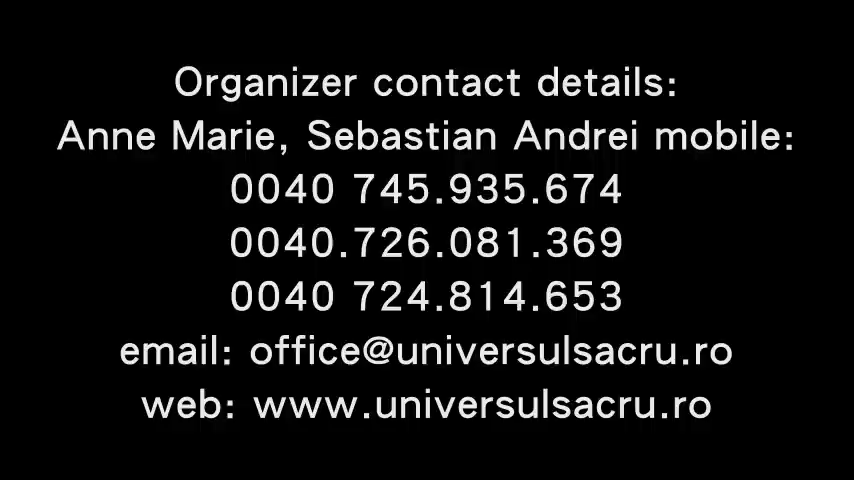 Organizer contact details:
Anne Marie, Sebastian Andrei mobile:
0040 745.935.674
0040.726.081.369
0040 724.814.653
email: office@universulsacru.ro
web: www.universulsacru.ro